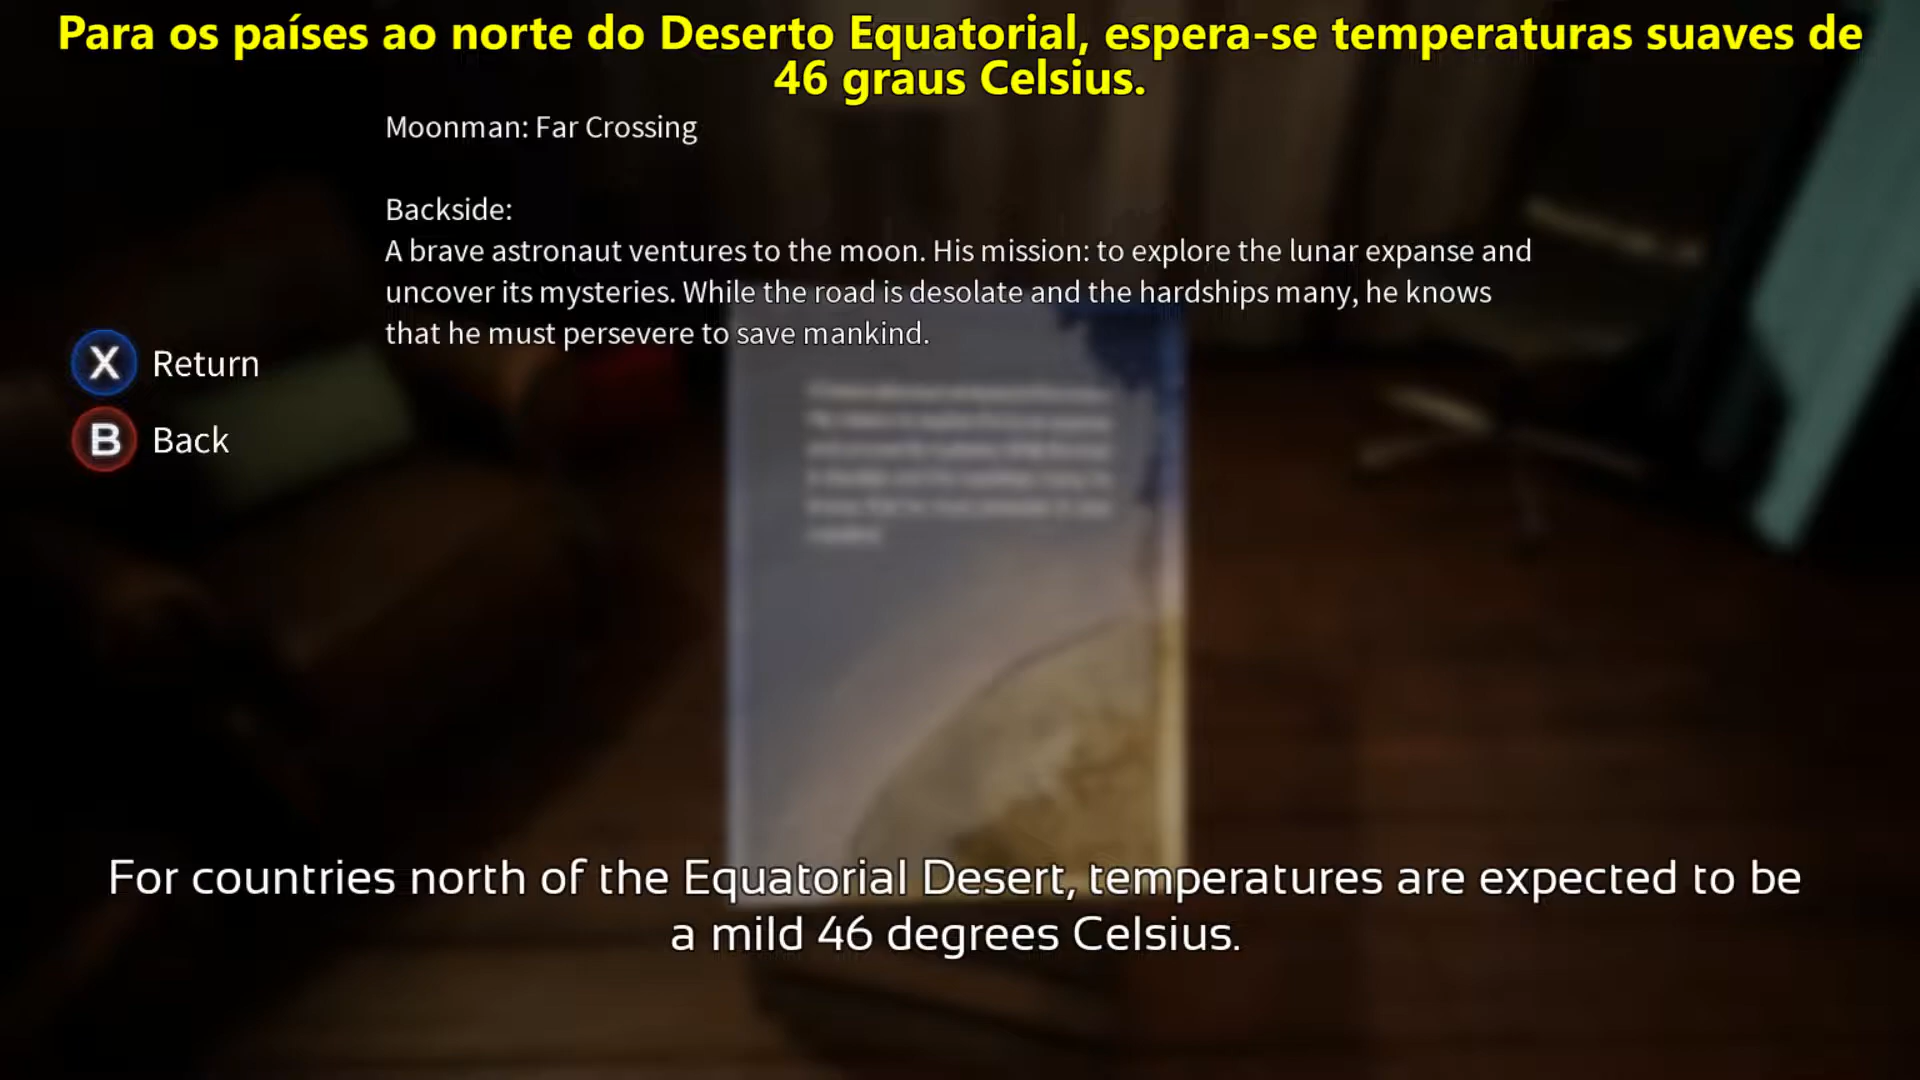 Para os países ao norte do Deserto Equatorial, espera-se temperaturas suaves de
46 graus Celsius.
Moonman: Far Crossing
Backside:
A brave astronaut ventures to the moon. His mission: to explore the lunar expanse and
uncover its mysteries. While the road is desolate and the hardships many, he knows
that he must persevere to save mankind.
X Return
B Back
For countries north of the Equatorial Desert, temperatures are expected to be
a mild 46 degrees Celsius.